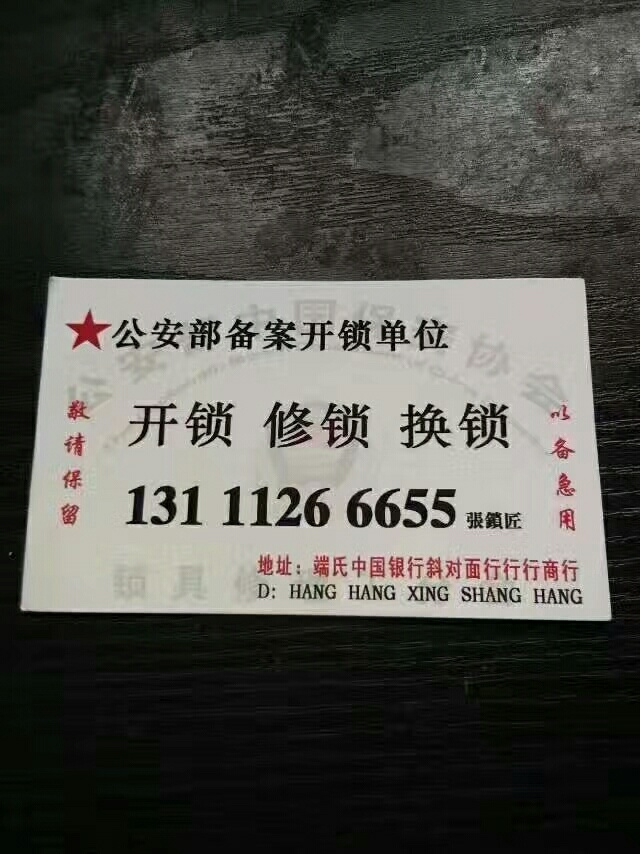 ★公安部备案开锁单位
敬请保留
开锁 修锁 换锁
以备急用
131 1126 6655 張鎖匠
地址：端氏中国银行斜对面行行行商行
D: HANG HANG XING SHANG HANG